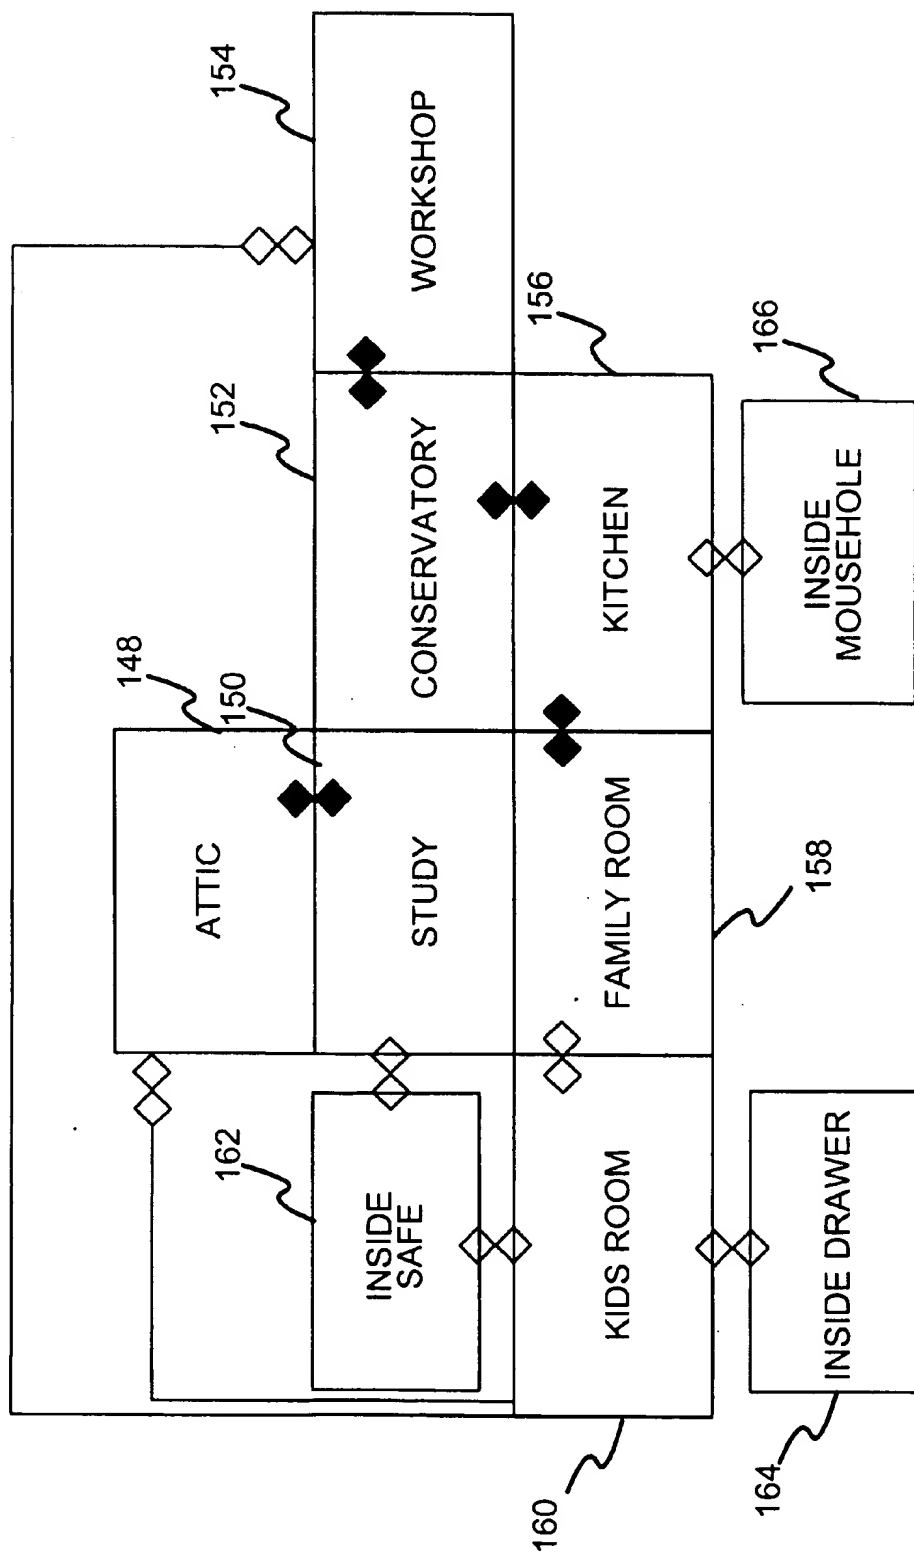 148
ATTIC
162
150
152
154
INSIDE
SAFE
STUDY
CONSERVATORY
WORKSHOP
160
156
KIDS ROOM
FAMILY ROOM
KITCHEN
164
166
158
INSIDE DRAWER
INSIDE
MOUSEHOLE